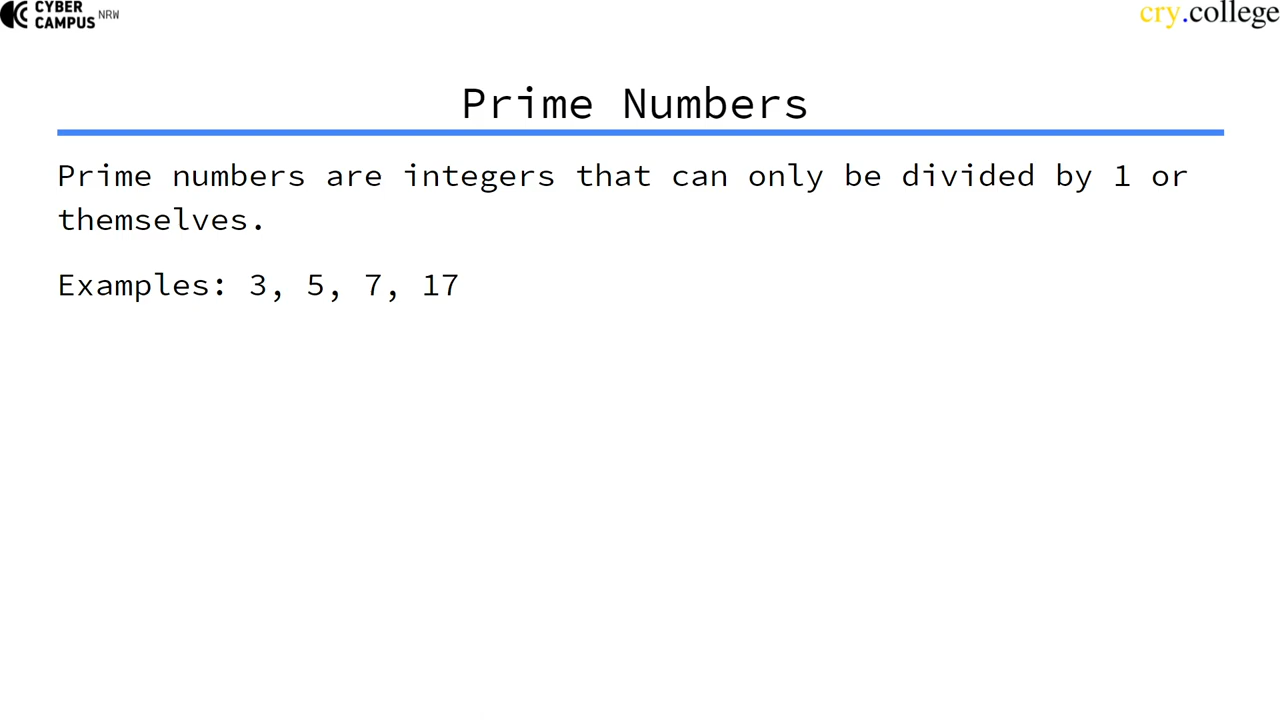 CYBER
CAMPUS NRW
cry.college
Prime Numbers
Prime numbers are integers that can only be divided by 1 or
themselves.
Examples: 3, 5, 7, 17